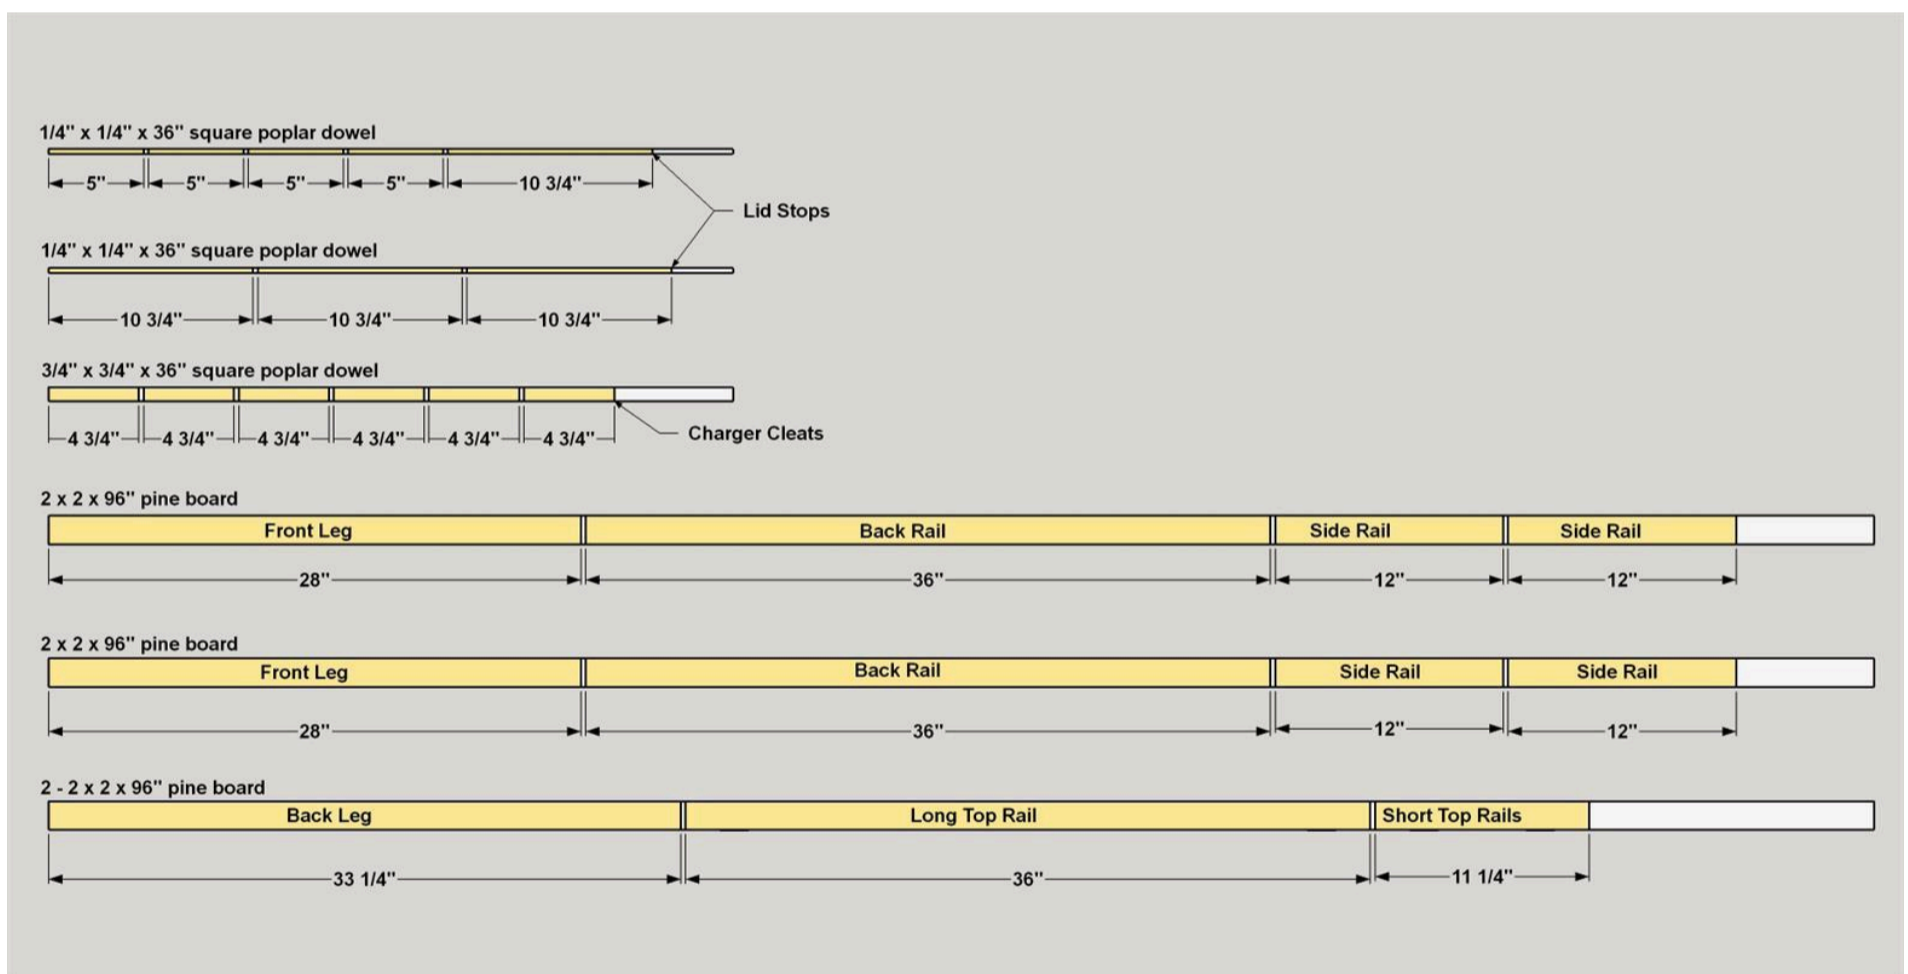 1/4" x 1/4" x 36" square poplar dowel
5" 5" 5" 5" 10 3/4"
Lid Stops
1/4" x 1/4" x 36" square poplar dowel
10 3/4" 10 3/4" 10 3/4"
3/4" x 3/4" x 36" square poplar dowel
4 3/4" 4 3/4" 4 3/4" 4 3/4" 4 3/4" 4 3/4"
Charger Cleats
2 x 2 x 96" pine board
Front Leg Back Rail Side Rail Side Rail
28" 36" 12" 12"
2 x 2 x 96" pine board
Front Leg Back Rail Side Rail Side Rail
28" 36" 12" 12"
2 - 2 x 2 x 96" pine board
Back Leg Long Top Rail Short Top Rails
33 1/4" 36" 11 1/4"